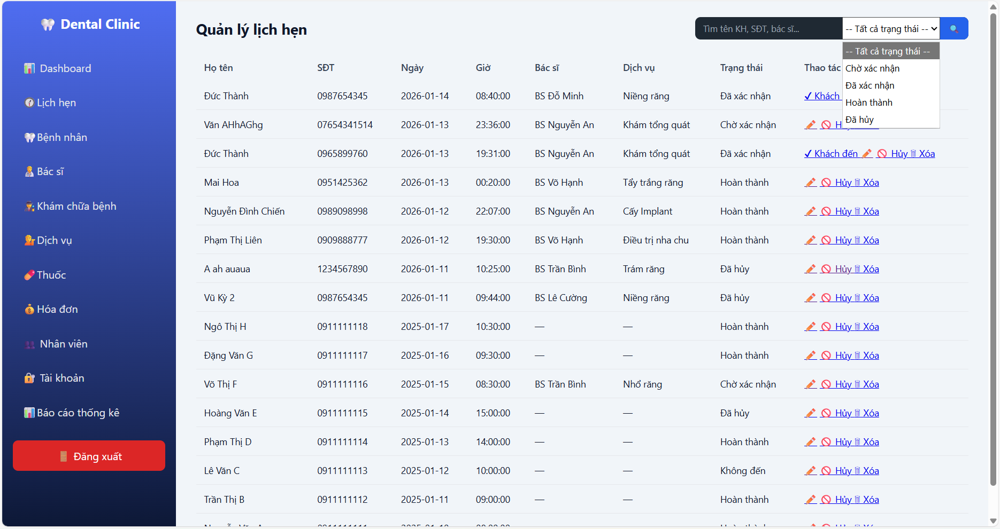 Dental Clinic
Dashboard
Lịch hẹn
Bệnh nhân
Bác sĩ
Khám chữa bệnh
Dịch vụ
Thuốc
Hóa đơn
Nhân viên
Tài khoản
Báo cáo thống kê
Đăng xuất
Quản lý lịch hẹn
Tìm tên KH, SĐT, bác sĩ...
-- Tất cả trạng thái --
-- Tất cả trạng thái --
Chờ xác nhận
Đã xác nhận
Hoàn thành
Đã hủy
Họ tên SĐT Ngày Giờ Bác sĩ Dịch vụ Trạng thái Thao tác
Đức Thành 0987654345 2026-01-14 08:40:00 BS Đỗ Minh Niềng răng Đã xác nhận ✔ Khách
Văn AHhAGhg 07654341514 2026-01-13 23:36:00 BS Nguyễn An Khám tổng quát Chờ xác nhận
Đức Thành 0965899760 2026-01-13 19:31:00 BS Nguyễn An Khám tổng quát Đã xác nhận ✔ Khách đến Hủy Xóa
Mai Hoa 0951425362 2026-01-13 00:20:00 BS Võ Hạnh Tẩy trắng răng Hoàn thành Hủy Xóa
Nguyễn Đình Chiến 0989098998 2026-01-12 22:07:00 BS Nguyễn An Cấy Implant Hoàn thành Hủy Xóa
Phạm Thị Liên 0909888777 2026-01-12 19:30:00 BS Võ Hạnh Điều trị nha chu Hoàn thành Hủy Xóa
A ah auaua 1234567890 2026-01-11 10:25:00 BS Trần Bình Trám răng Đã hủy Hủy Xóa
Vũ Kỳ 2 0987654345 2026-01-11 09:44:00 BS Lê Cường Niềng răng Đã hủy Hủy Xóa
Ngô Thị H 0911111118 2025-01-17 10:30:00 — — Hoàn thành Hủy Xóa
Đặng Văn G 0911111117 2025-01-16 09:30:00 — — Hoàn thành Hủy Xóa
Võ Thị F 0911111116 2025-01-15 08:30:00 BS Trần Bình Nhổ răng Chờ xác nhận Hủy Xóa
Hoàng Văn E 0911111115 2025-01-14 15:00:00 — — Đã hủy Hủy Xóa
Phạm Thị D 0911111114 2025-01-13 14:00:00 — — Hoàn thành Hủy Xóa
Lê Văn C 0911111113 2025-01-12 10:00:00 — — Không đến Hủy Xóa
Trần Thị B 0911111112 2025-01-11 09:00:00 — — Hoàn thành Hủy Xóa